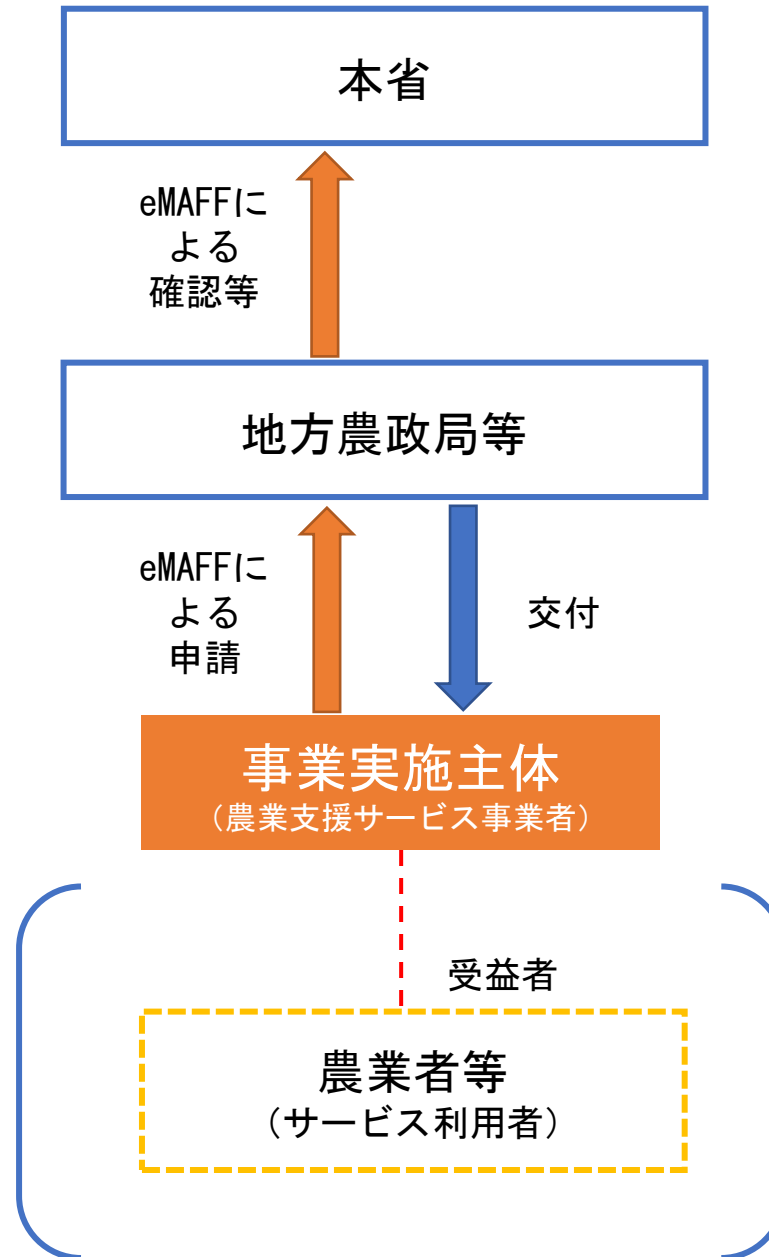 本省
eMAFFに
よる
確認等
地方農政局等
eMAFFに
よる
申請
交付
事業実施主体
（農業支援サービス事業者）
受益者
農業者等
（サービス利用者）